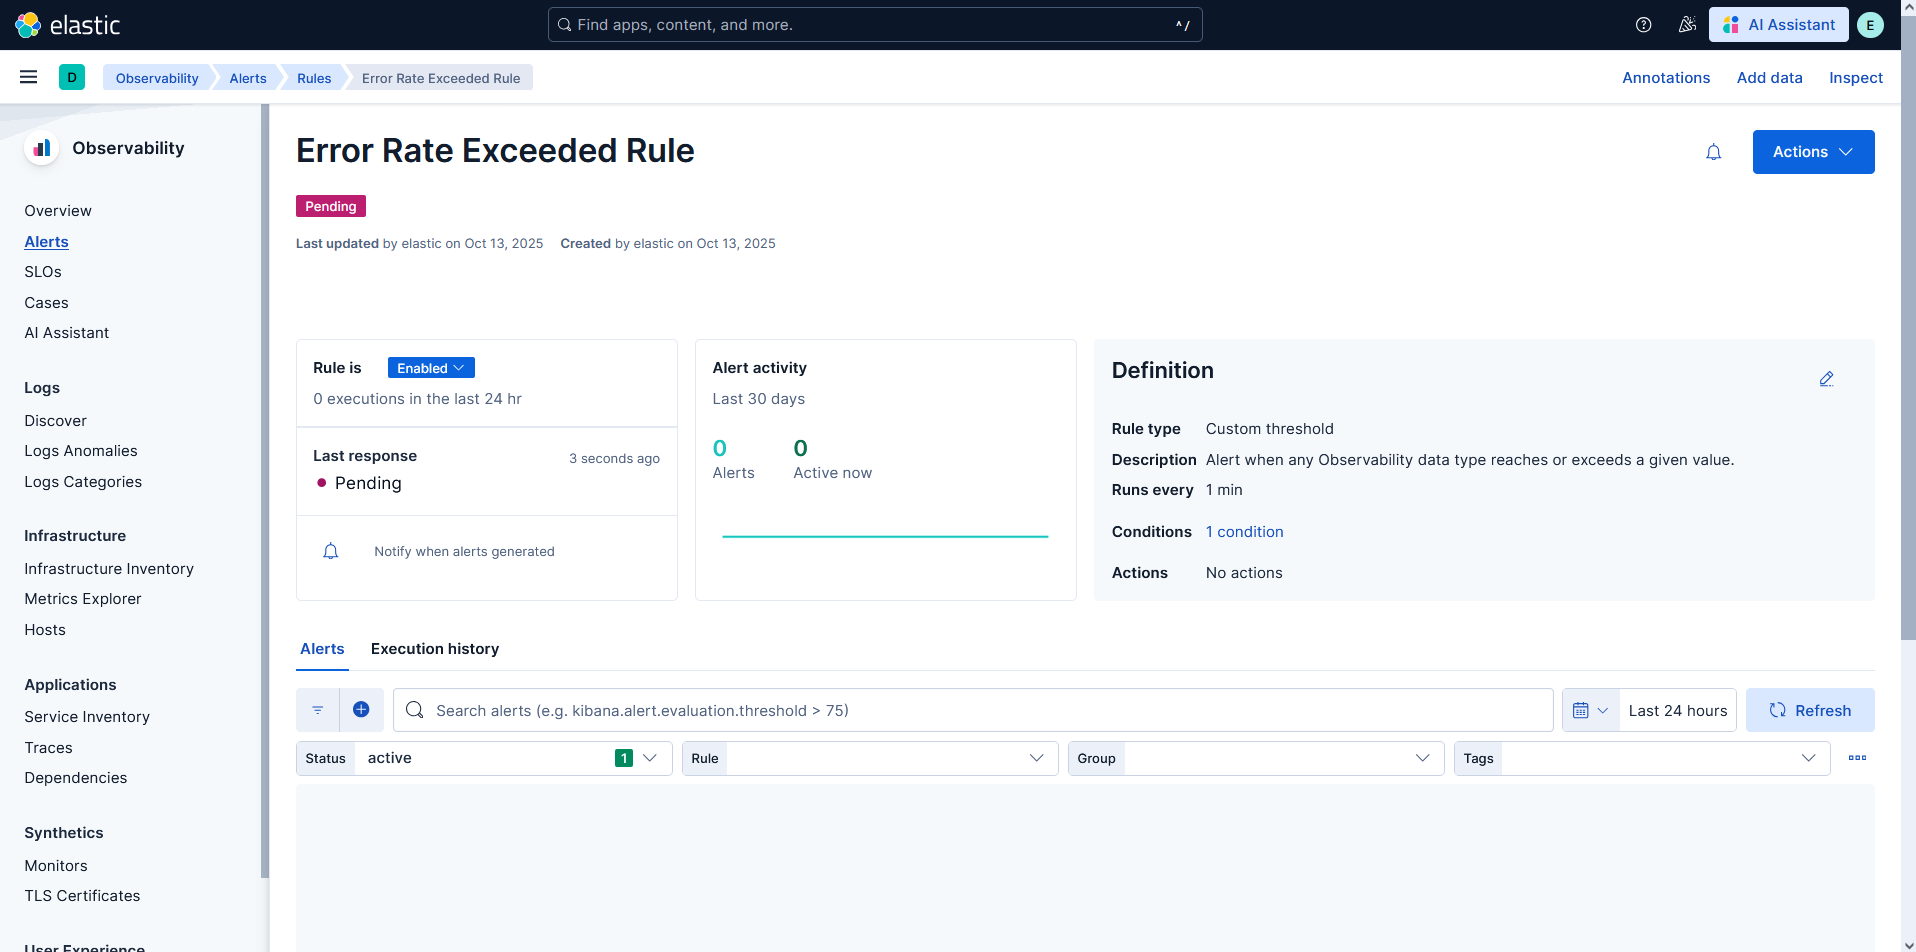 elastic
Find apps, content, and more.
^ /
AI Assistant
E
D
Observability
Alerts
Rules
Error Rate Exceeded Rule
Annotations
Add data
Inspect
Observability
Overview
Alerts
SLOs
Cases
AI Assistant
Logs
Discover
Logs Anomalies
Logs Categories
Infrastructure
Infrastructure Inventory
Metrics Explorer
Hosts
Applications
Service Inventory
Traces
Dependencies
Synthetics
Monitors
TLS Certificates
User Experience
Error Rate Exceeded Rule
Actions
Pending
Last updated by elastic on Oct 13, 2025 Created by elastic on Oct 13, 2025
Rule is Enabled
0 executions in the last 24 hr
Last response 3 seconds ago
Pending
Notify when alerts generated
Alert activity
Last 30 days
0 0
Alerts Active now
Definition
Rule type Custom threshold
Description Alert when any Observability data type reaches or exceeds a given value.
Runs every 1 min
Conditions 1 condition
Actions No actions
Alerts Execution history
Search alerts (e.g. kibana.alert.evaluation.threshold > 75)
Last 24 hours
Refresh
Status active 1
Rule
Group
Tags